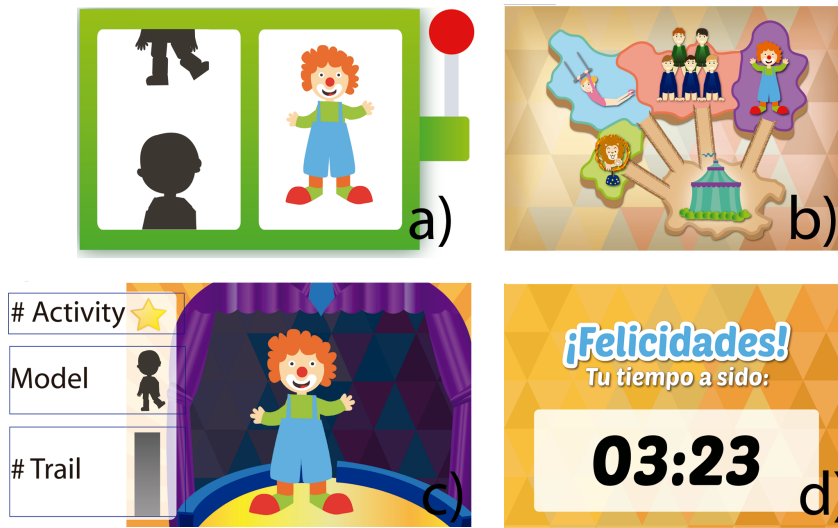 a)
b)
# Activity
Model
# Trail
c)
¡Felicidades!
Tu tiempo a sido:
03:23
d)